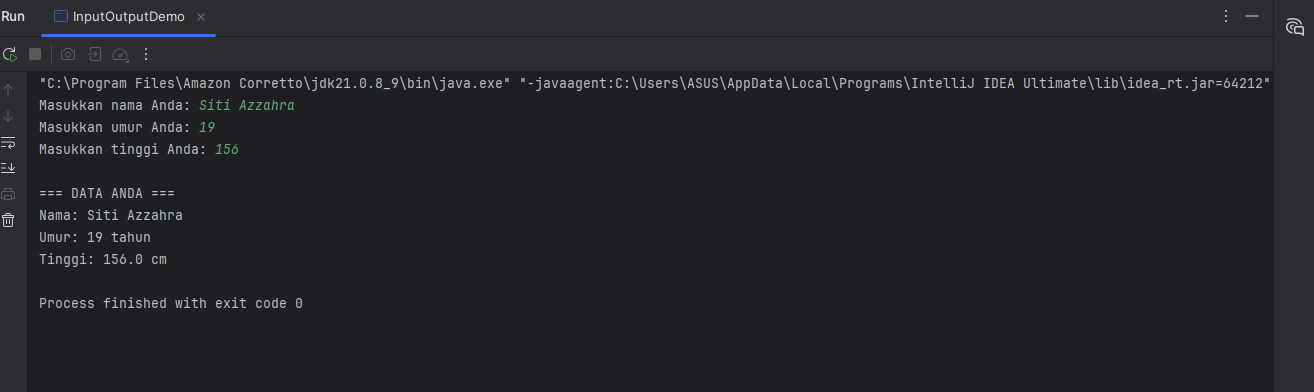 Run InputOutputDemo
"C:\Program Files\Amazon Corretto\jdk21.0.8_9\bin\java.exe" "-javaagent:C:\Users\ASUS\AppData\Local\Programs\IntelliJ IDEA Ultimate\lib\idea_rt.jar=64212"
Masukkan nama Anda: Siti Azzahra
Masukkan umur Anda: 19
Masukkan tinggi Anda: 156
=== DATA ANDA ===
Nama: Siti Azzahra
Umur: 19 tahun
Tinggi: 156.0 cm
Process finished with exit code 0